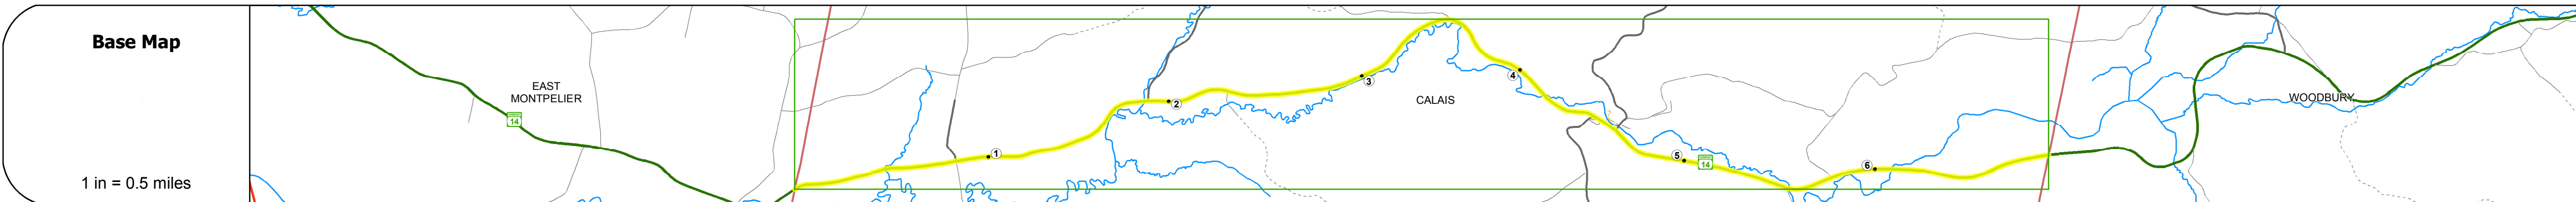 Base Map
1 in = 0.5 miles
EAST
MONTPELIER
14
1
2
3
CALAIS
4
5
14
6
WOODBURY